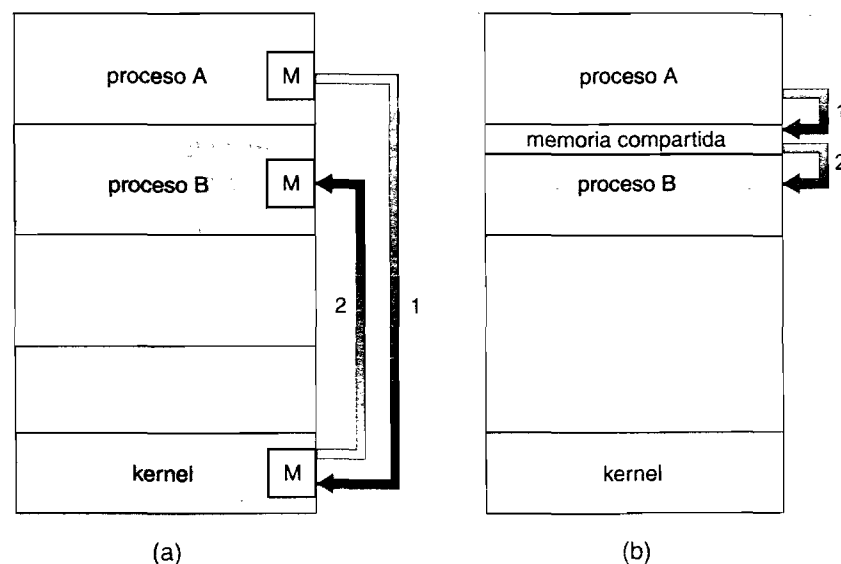 proceso A
M
proceso B
M
2
1
kernel
M
(a)
proceso A
1
memoria compartida
2
proceso B
kernel
(b)